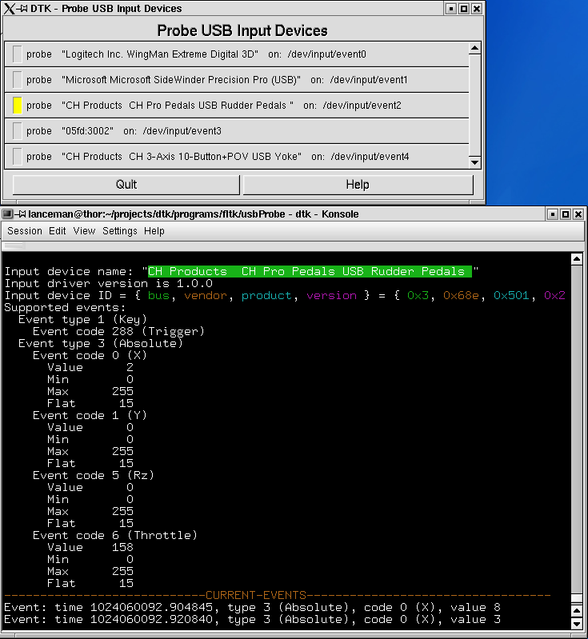 DTK - Probe USB Input Devices
Probe USB Input Devices
probe "Logitech Inc. WingMan Extreme Digital 3D" on: /dev/input/event0
probe "Microsoft Microsoft SideWinder Precision Pro (USB)" on: /dev/input/event1
probe "CH Products  CH Pro Pedals USB Rudder Pedals " on: /dev/input/event2
probe "05fd:3002" on: /dev/input/event3
probe "CH Products  CH 3-Axis 10-Button+POV USB Yoke" on: /dev/input/event4
Quit Help
lanceman@thor:~/projects/dtk/programs/fltk/usbProbe - dtk - Konsole
Session Edit View Settings Help
Input device name: "CH Products  CH Pro Pedals USB Rudder Pedals "
Input driver version is 1.0.0
Input device ID = { bus, vendor, product, version } = { 0x3, 0x68e, 0x501, 0x2
Supported events:
Event type 1 (Key)
Event code 288 (Trigger)
Event type 3 (Absolute)
Event code 0 (X)
Value 2
Min 0
Max 255
Flat 15
Event code 1 (Y)
Value 0
Min 0
Max 255
Flat 15
Event code 5 (Rz)
Value 0
Min 0
Max 255
Flat 15
Event code 6 (Throttle)
Value 158
Min 0
Max 255
Flat 15
----------------------------CURRENT-EVENTS----------------------------------
Event: time 1024060092.904845, type 3 (Absolute), code 0 (X), value 8
Event: time 1024060092.920840, type 3 (Absolute), code 0 (X), value 3